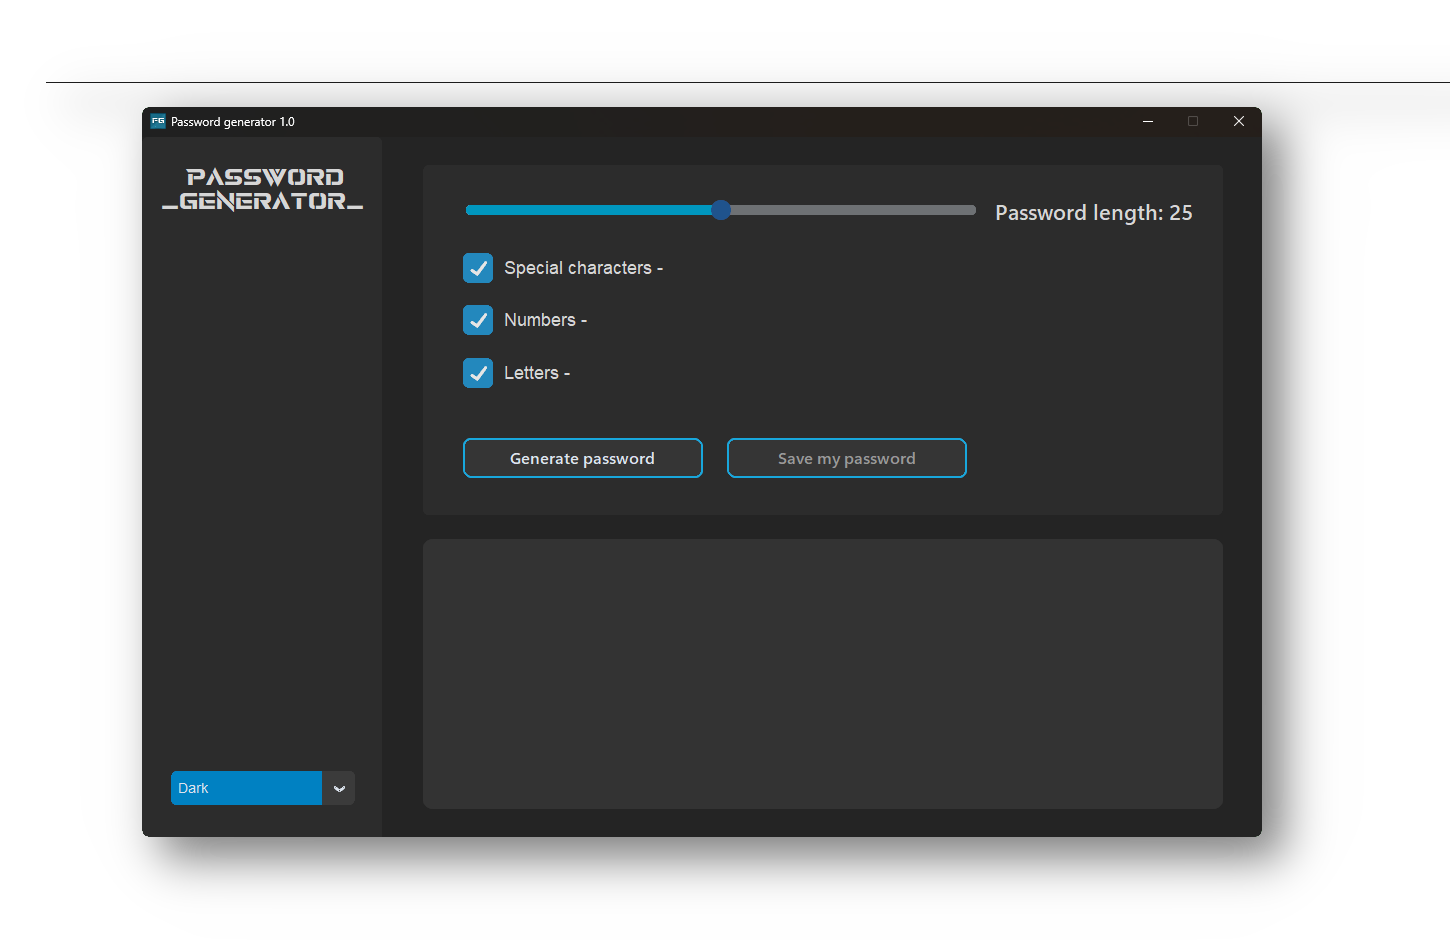 FG Password generator 1.0
PASSWORD
_GENERATOR_
Password length: 25
Special characters -
Numbers -
Letters -
Generate password
Save my password
Dark